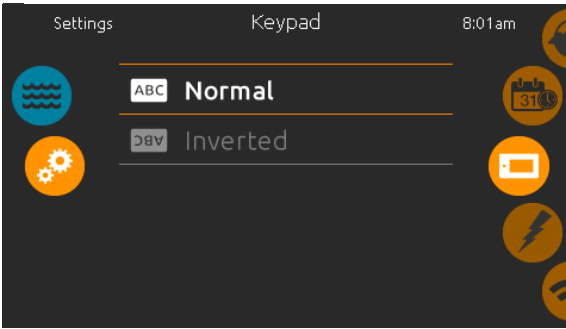 Settings
Keypad
8:01am
ABC Normal
ABC Inverted
31